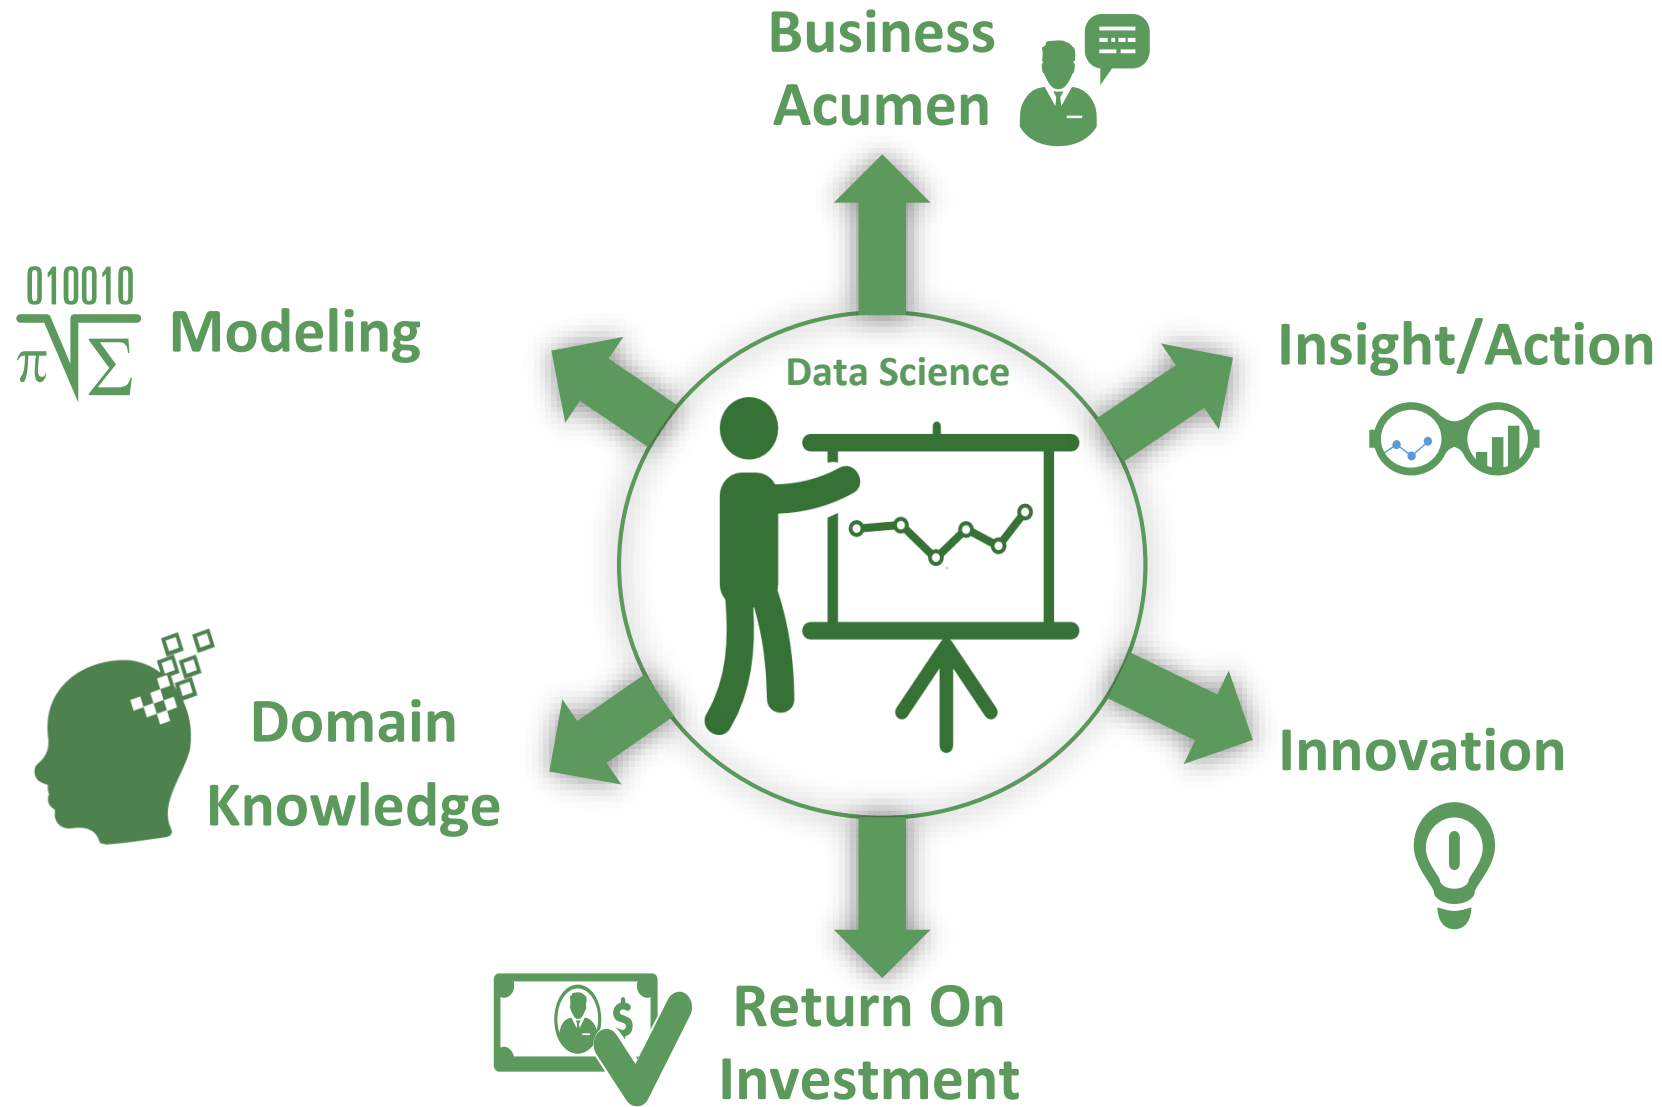 Business
Acumen
010010
π√Σ
Modeling
Insight/Action
Data Science
Domain
Knowledge
Innovation
$
Return On
Investment